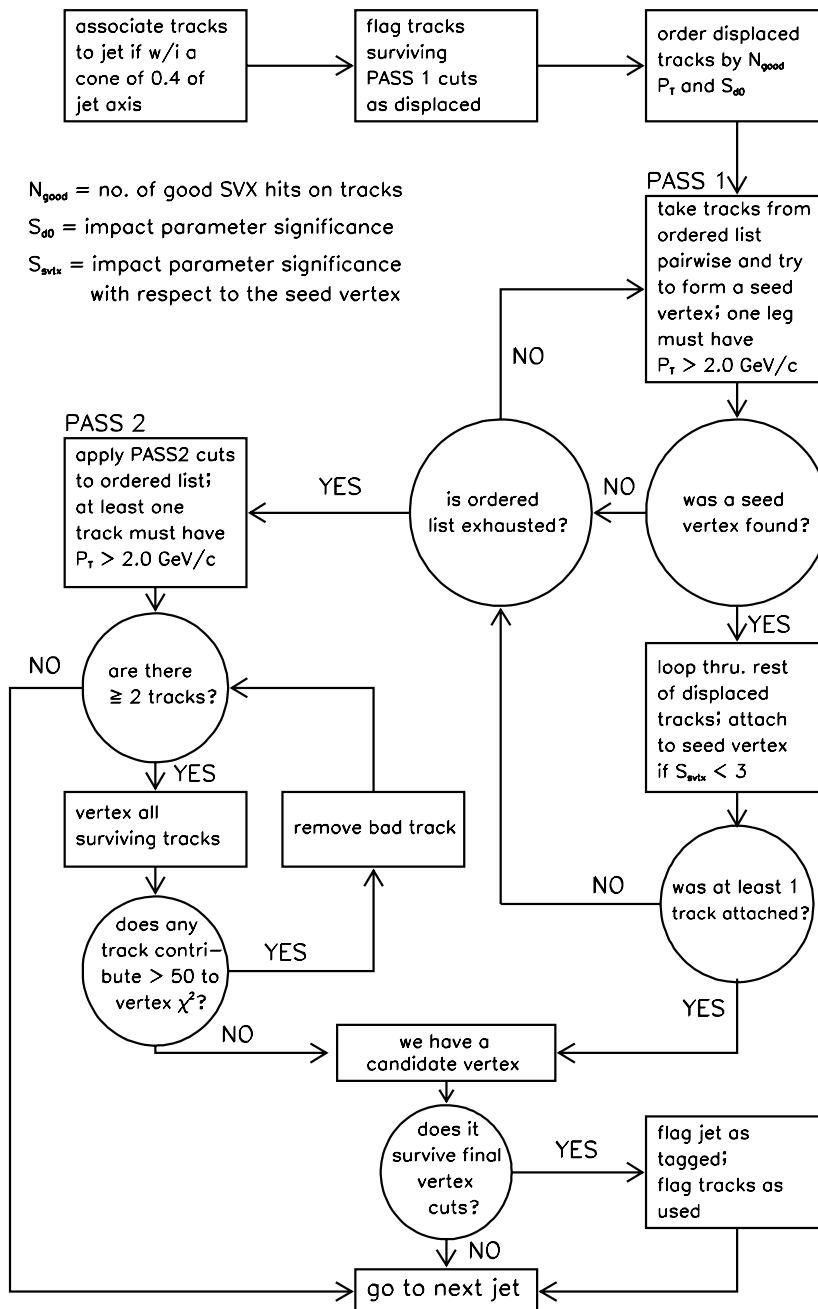 associate tracks
to jet if w/i a
cone of 0.4 of
jet axis
flag tracks
surviving
PASS 1 cuts
as displaced
order displaced
tracks by N_good
P_T and S_d0
N_good = no. of good SVX hits on tracks
S_d0 = impact parameter significance
S_svtx = impact parameter significance
with respect to the seed vertex
PASS 1
take tracks from
ordered list
pairwise and try
to form a seed
vertex; one leg
must have
P_T > 2.0 GeV/c
NO
PASS 2
apply PASS2 cuts
to ordered list;
at least one
track must have
P_T > 2.0 GeV/c
YES
is ordered
list exhausted?
NO
was a seed
vertex found?
YES
NO
are there
≧ 2 tracks?
loop thru. rest
of displaced
tracks; attach
to seed vertex
if S_svtx < 3
YES
vertex all
surviving tracks
remove bad track
NO
was at least 1
track attached?
does any
track contri-
bute > 50 to
vertex χ²?
YES
YES
NO
we have a
candidate vertex
does it
survive final
vertex
cuts?
YES
flag jet as
tagged;
flag tracks as
used
NO
go to next jet